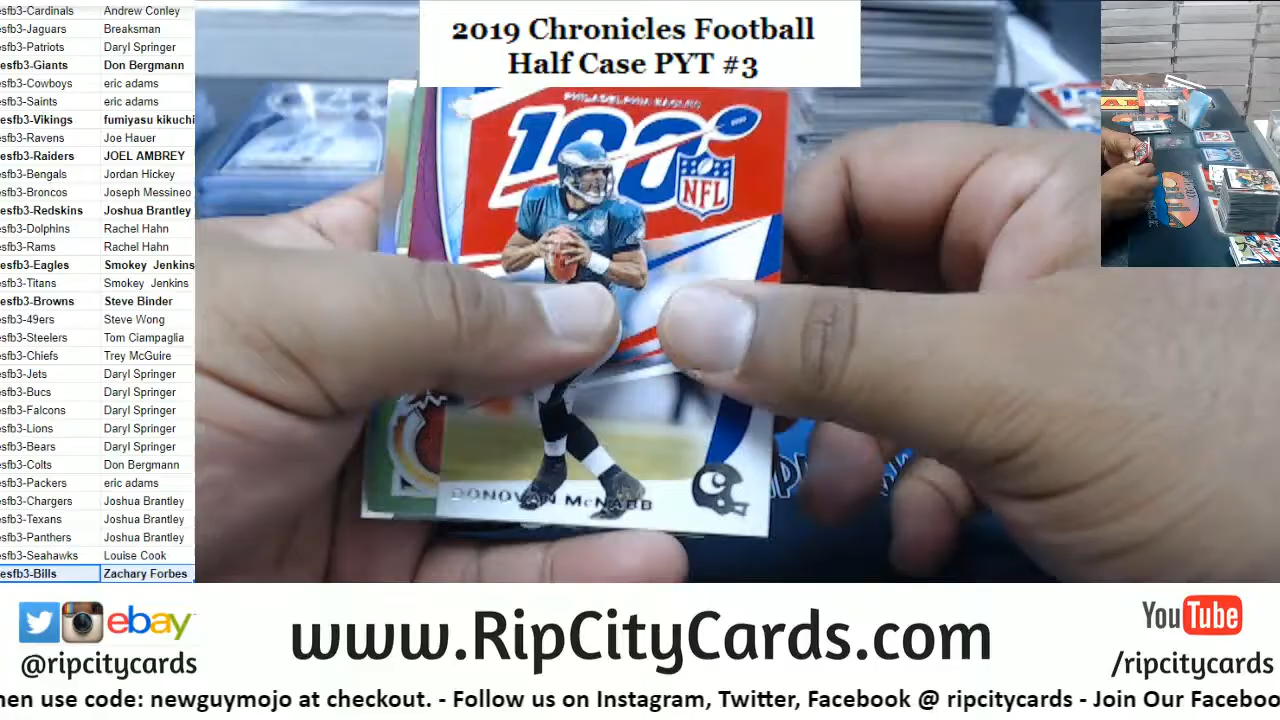 2019 Chronicles Football
Half Case PYT #3
esfb3-Cardinals Andrew Conley
esfb3-Jaguars Breaksman
esfb3-Patriots Daryl Springer
esfb3-Giants Don Bergmann
esfb3-Cowboys eric adams
esfb3-Saints eric adams
esfb3-Vikings fumiyasu kikuchi
esfb3-Ravens Joe Hauer
esfb3-Raiders JOEL AMBREY
esfb3-Bengals Jordan Hickey
esfb3-Broncos Joseph Messineo
esfb3-Redskins Joshua Brantley
esfb3-Dolphins Rachel Hahn
esfb3-Rams Rachel Hahn
esfb3-Eagles Smokey Jenkins
esfb3-Titans Smokey Jenkins
esfb3-Browns Steve Binder
esfb3-49ers Steve Wong
esfb3-Steelers Tom Ciampaglia
esfb3-Chiefs Trey McGuire
esfb3-Jets Daryl Springer
esfb3-Bucs Daryl Springer
esfb3-Falcons Daryl Springer
esfb3-Lions Daryl Springer
esfb3-Bears Daryl Springer
esfb3-Colts Don Bergmann
esfb3-Packers eric adams
esfb3-Chargers Joshua Brantley
esfb3-Texans Joshua Brantley
esfb3-Panthers Joshua Brantley
esfb3-Seahawks Louise Cook
esfb3-Bills Zachary Forbes
PHILADELPHIA EAGLES
100
NFL
DONOVAN McNABB
ebay
@ripcitycards
www.RipCityCards.com
YouTube
/ripcitycards
hen use code: newguymojo at checkout. - Follow us on Instagram, Twitter, Facebook @ ripcitycards - Join Our Faceboo